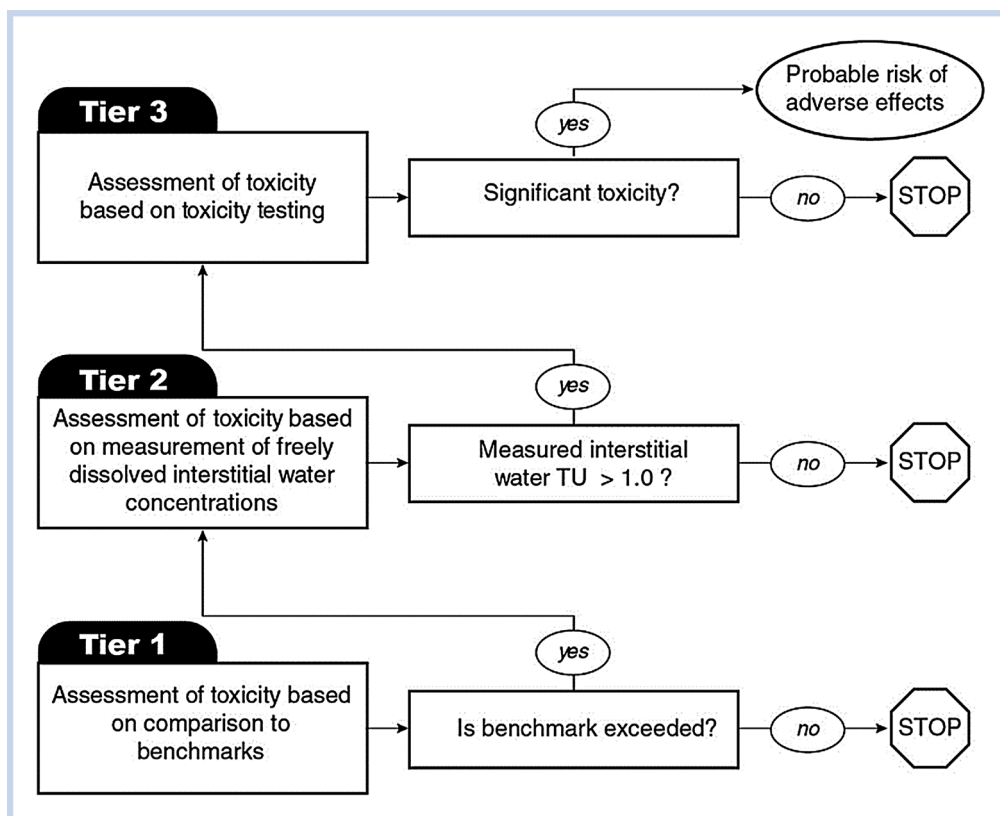 Probable risk of
adverse effects
Tier 3
yes
Assessment of toxicity
based on toxicity testing
Significant toxicity?
no
STOP
Tier 2
yes
Assessment of toxicity based
on measurement of freely
dissolved interstitial water
concentrations
Measured interstitial
water TU > 1.0 ?
no
STOP
Tier 1
yes
Assessment of toxicity based
on comparison to
benchmarks
Is benchmark exceeded?
no
STOP